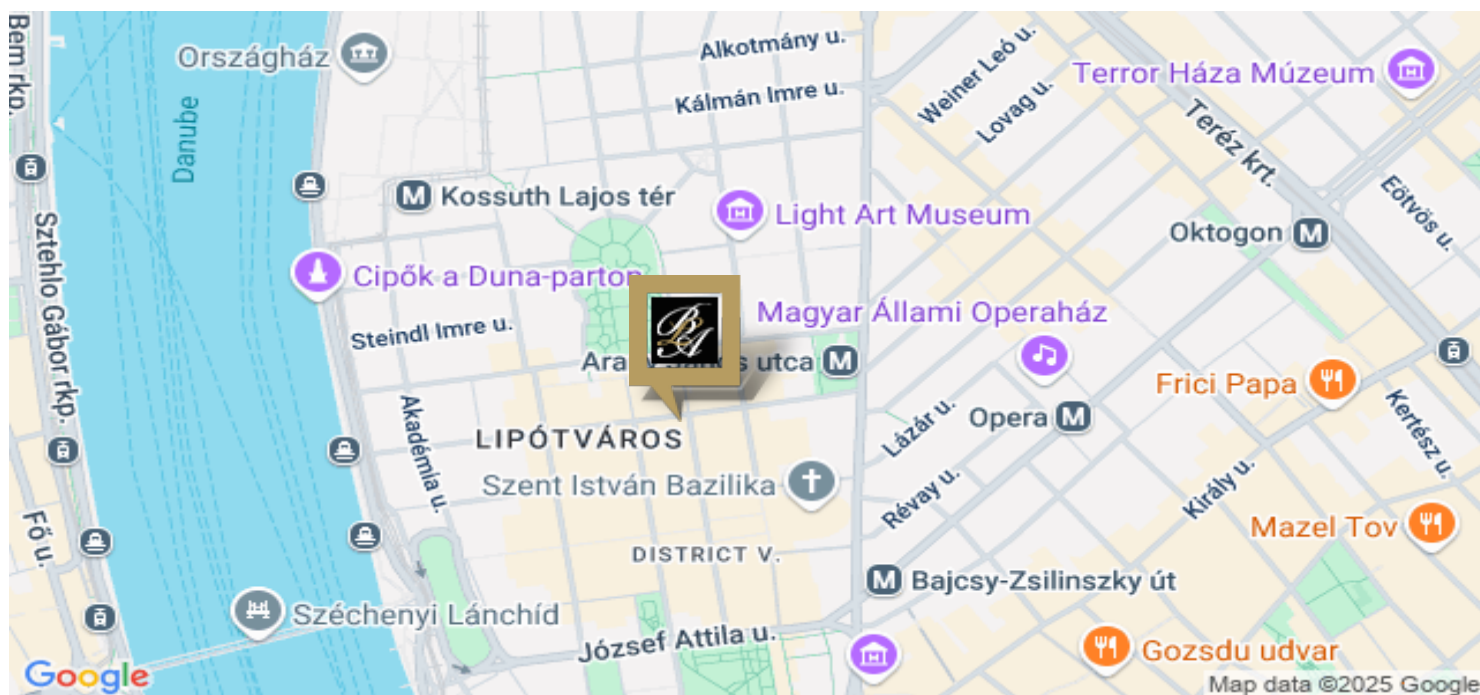 Bem rkp.
Országház
Alkotmány u.
Weiner Leó u.
Terror Háza Múzeum
Kálmán Imre u.
Lovag u.
Teréz krt.
Danube
M Kossuth Lajos tér
Light Art Museum
Eötvös u.
Oktogon M
Sztehlo Gábor rkp.
Cipők a Duna-parton
Magyar Állami Operaház
Steindl Imre u.
utca M
Frici Papa
Akadémia u.
Lázár u.
Opera M
Kertész u.
LIPÓTVÁROS
Szent István Bazilika
Révay u.
Király u.
Mazel Tov
Fő u.
DISTRICT V.
M Bajcsy-Zsilinszky út
Széchenyi Lánchíd
József Attila u.
Gozsdu udvar
Google
Map data ©2025 Google